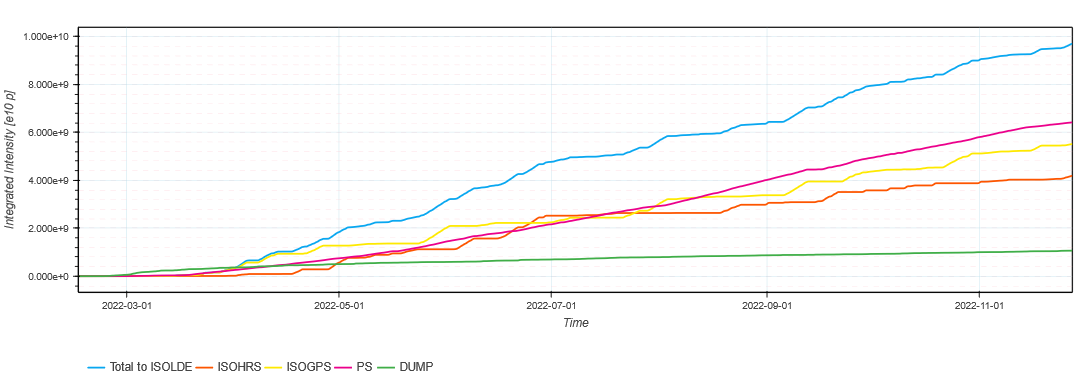 1.000e+10
8.000e+9
6.000e+9
4.000e+9
2.000e+9
0.000e+0
Integrated Intensity [e10 p]
2022-03-01 2022-05-01 2022-07-01 2022-09-01 2022-11-01
Time
Total to ISOLDE ISOHRS ISOGPS PS DUMP